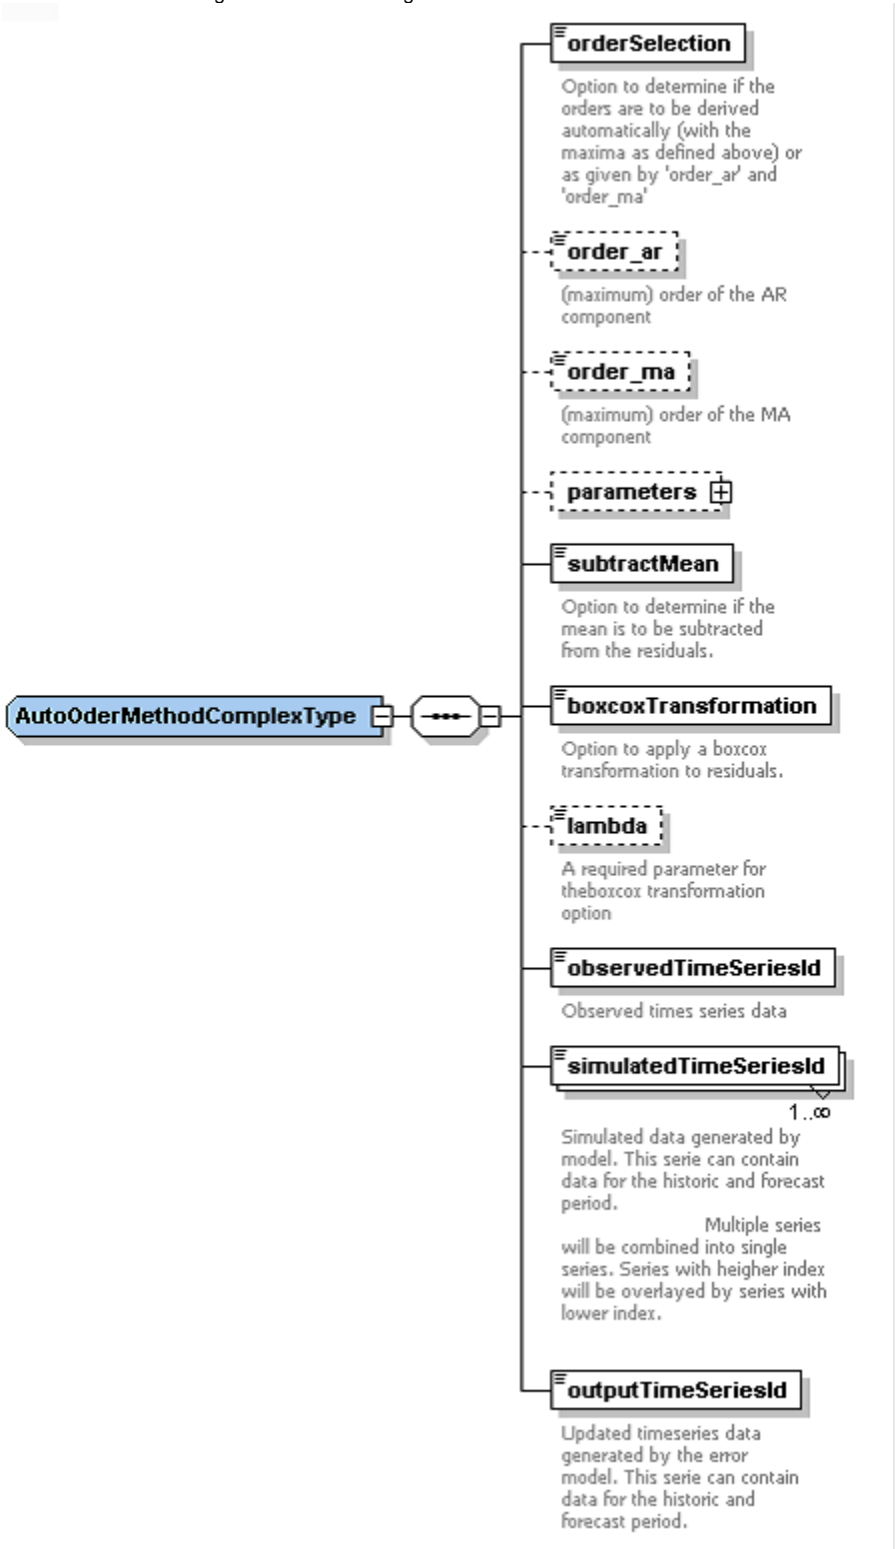 orderSelection
Option to determine if the
orders are to be derived
automatically (with the
maxima as defined above) or
as given by 'order_ar' and
'order_ma'
order_ar
(maximum) order of the AR
component
order_ma
(maximum) order of the MA
component
parameters
subtractMean
Option to determine if the
mean is to be subtracted
from the residuals.
AutoOderMethodComplexType
boxcoxTransformation
Option to apply a boxcox
transformation to residuals.
lambda
A required parameter for
theboxcox transformation
option
observedTimeSeriesId
Observed times series data
simulatedTimeSeriesId
1..∞
Simulated data generated by
model. This serie can contain
data for the historic and forecast
period.
Multiple series
will be combined into single
series. Series with heigher index
will be overlayed by series with
lower index.
outputTimeSeriesId
Updated timeseries data
generated by the error
model. This serie can contain
data for the historic and
forecast period.